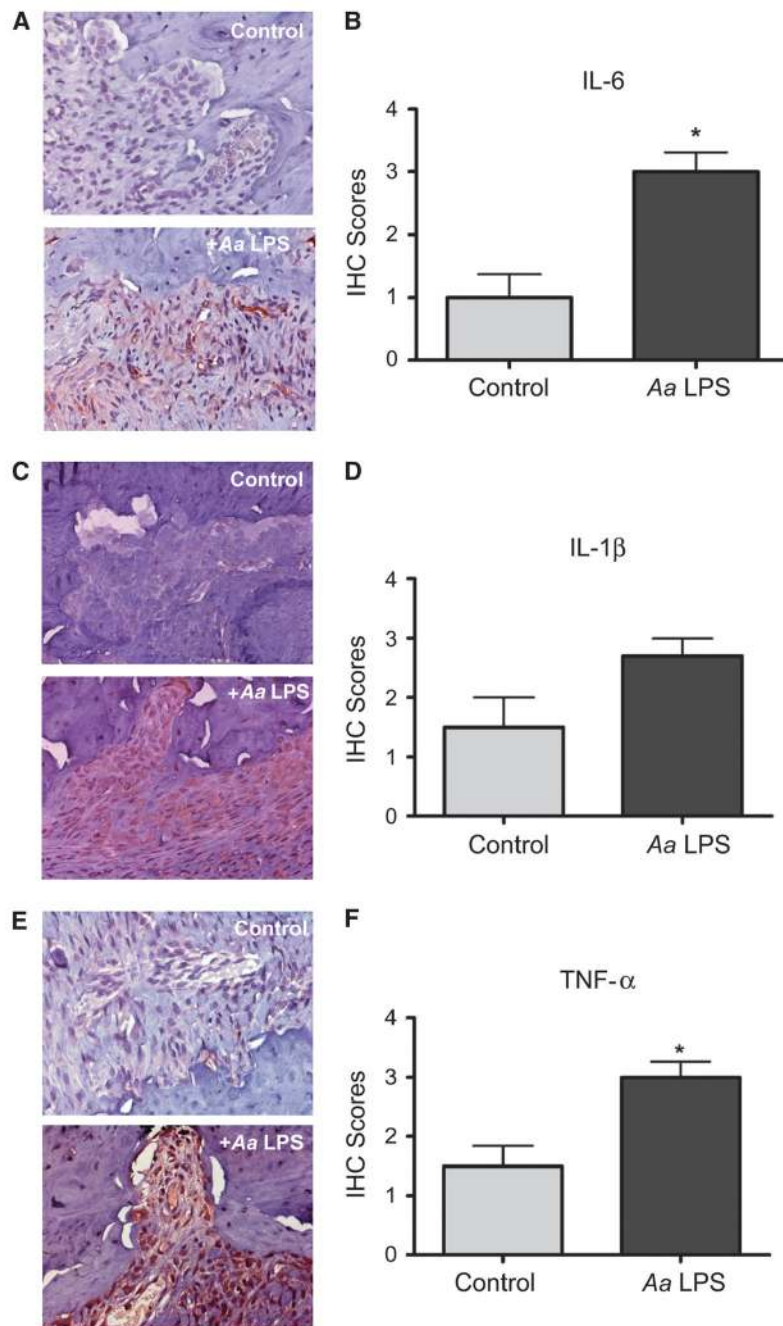 A
Control
+Aa LPS
B
IL-6
4
3
2
1
0
IHC Scores
*
Control
Aa LPS
C
Control
+Aa LPS
D
IL-1β
4
3
2
1
0
IHC Scores
Control
Aa LPS
E
Control
+Aa LPS
F
TNF-α
4
3
2
1
0
IHC Scores
*
Control
Aa LPS